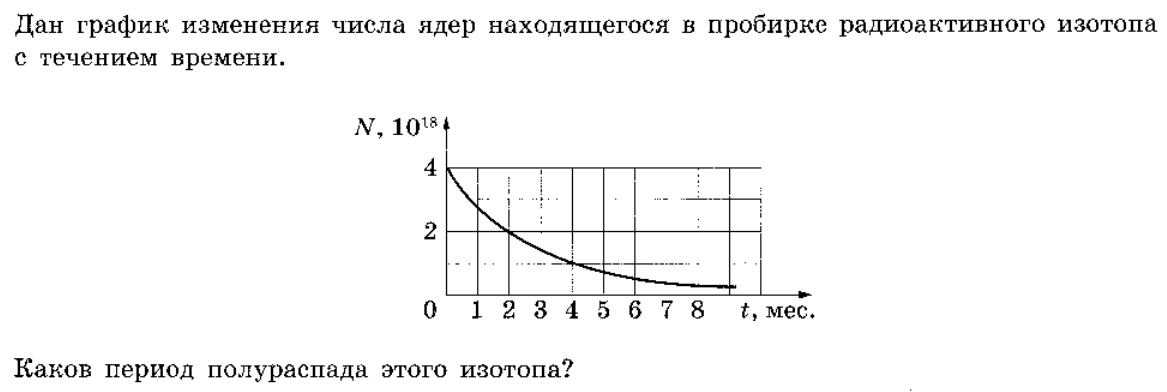 Дан график изменения числа ядер находящегося в пробирке радиоактивного изотопа
с течением времени.
N, 10¹⁸
4
2
0 1 2 3 4 5 6 7 8 t, мес.
Каков период полураспада этого изотопа?